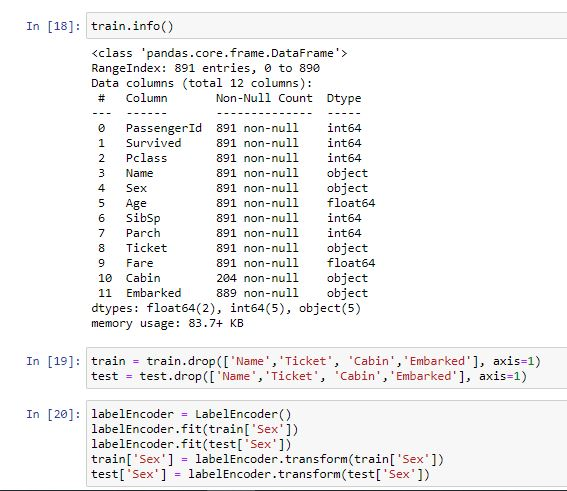 In [18]: train.info()
<class 'pandas.core.frame.DataFrame'>
RangeIndex: 891 entries, 0 to 890
Data columns (total 12 columns):
 #   Column       Non-Null Count  Dtype
---  ------       --------------  -----
 0   PassengerId  891 non-null    int64
 1   Survived     891 non-null    int64
 2   Pclass       891 non-null    int64
 3   Name         891 non-null    object
 4   Sex          891 non-null    object
 5   Age          891 non-null    float64
 6   SibSp        891 non-null    int64
 7   Parch        891 non-null    int64
 8   Ticket       891 non-null    object
 9   Fare         891 non-null    float64
 10  Cabin        204 non-null    object
 11  Embarked     889 non-null    object
dtypes: float64(2), int64(5), object(5)
memory usage: 83.7+ KB
In [19]: train = train.drop(['Name','Ticket', 'Cabin','Embarked'], axis=1)
test = test.drop(['Name','Ticket', 'Cabin','Embarked'], axis=1)
In [20]: labelEncoder = LabelEncoder()
labelEncoder.fit(train['Sex'])
labelEncoder.fit(test['Sex'])
train['Sex'] = labelEncoder.transform(train['Sex'])
test['Sex'] = labelEncoder.transform(test['Sex'])